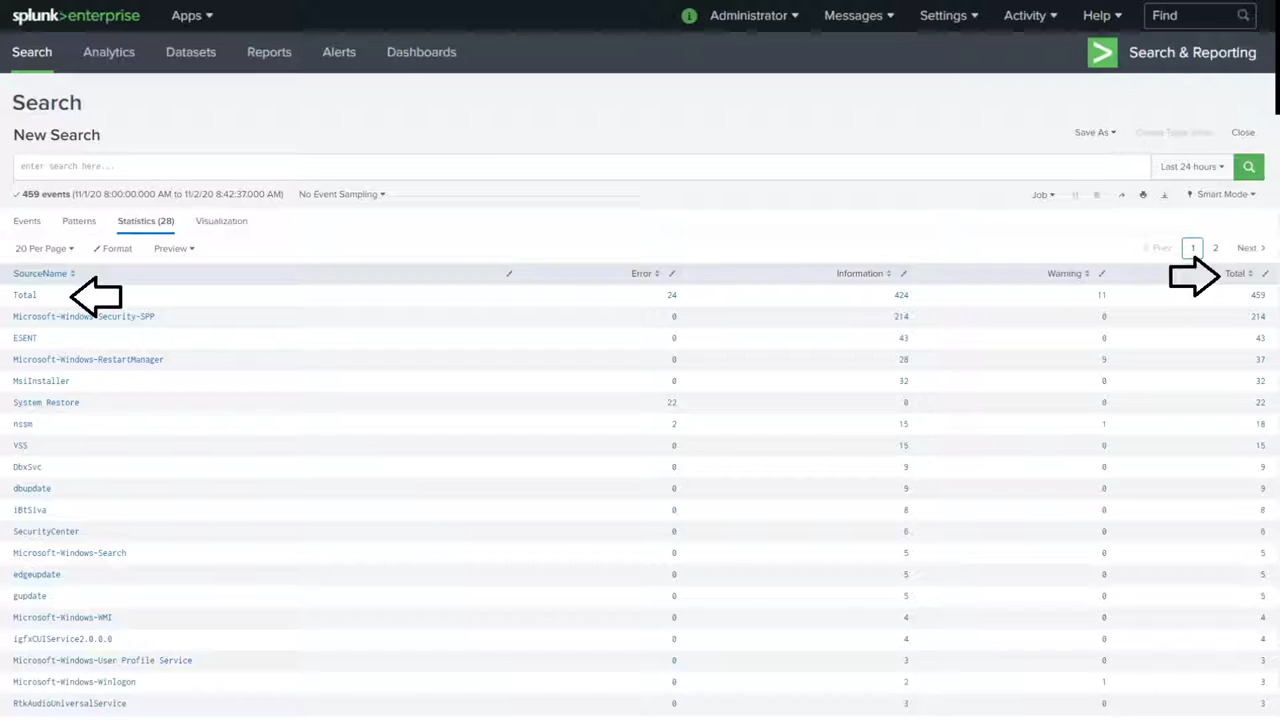 splunk>enterprise Apps Administrator Messages Settings Activity Help Find
Search Analytics Datasets Reports Alerts Dashboards Search & Reporting
Search
New Search Save As Create Table View Close
enter search here... Last 24 hours
459 events (11/1/20 8:00:00.000 AM to 11/2/20 8:42:37.000 AM) No Event Sampling Job Smart Mode
Events Patterns Statistics (28) Visualization
20 Per Page Format Preview Prev 1 2 Next
SourceName Error Information Warning Total
Total 24 424 11 459
Microsoft-Windows-Security-SPP 0 214 0 214
ESENT 0 43 0 43
Microsoft-Windows-RestartManager 0 28 9 37
MsiInstaller 0 32 0 32
System Restore 22 0 0 22
nssm 2 15 1 18
VSS 0 15 0 15
DbxSvc 0 9 0 9
dbupdate 0 9 0 9
iBtSiva 0 8 0 8
SecurityCenter 0 6 0 6
Microsoft-Windows-Search 0 5 0 5
edgeupdate 0 5 0 5
gupdate 0 5 0 5
Microsoft-Windows-WMI 0 4 0 4
igfxCUIService2.0.0.0 0 4 0 4
Microsoft-Windows-User Profile Service 0 3 0 3
Microsoft-Windows-Winlogon 0 2 1 3
RtkAudioUniversalService 0 3 0 3